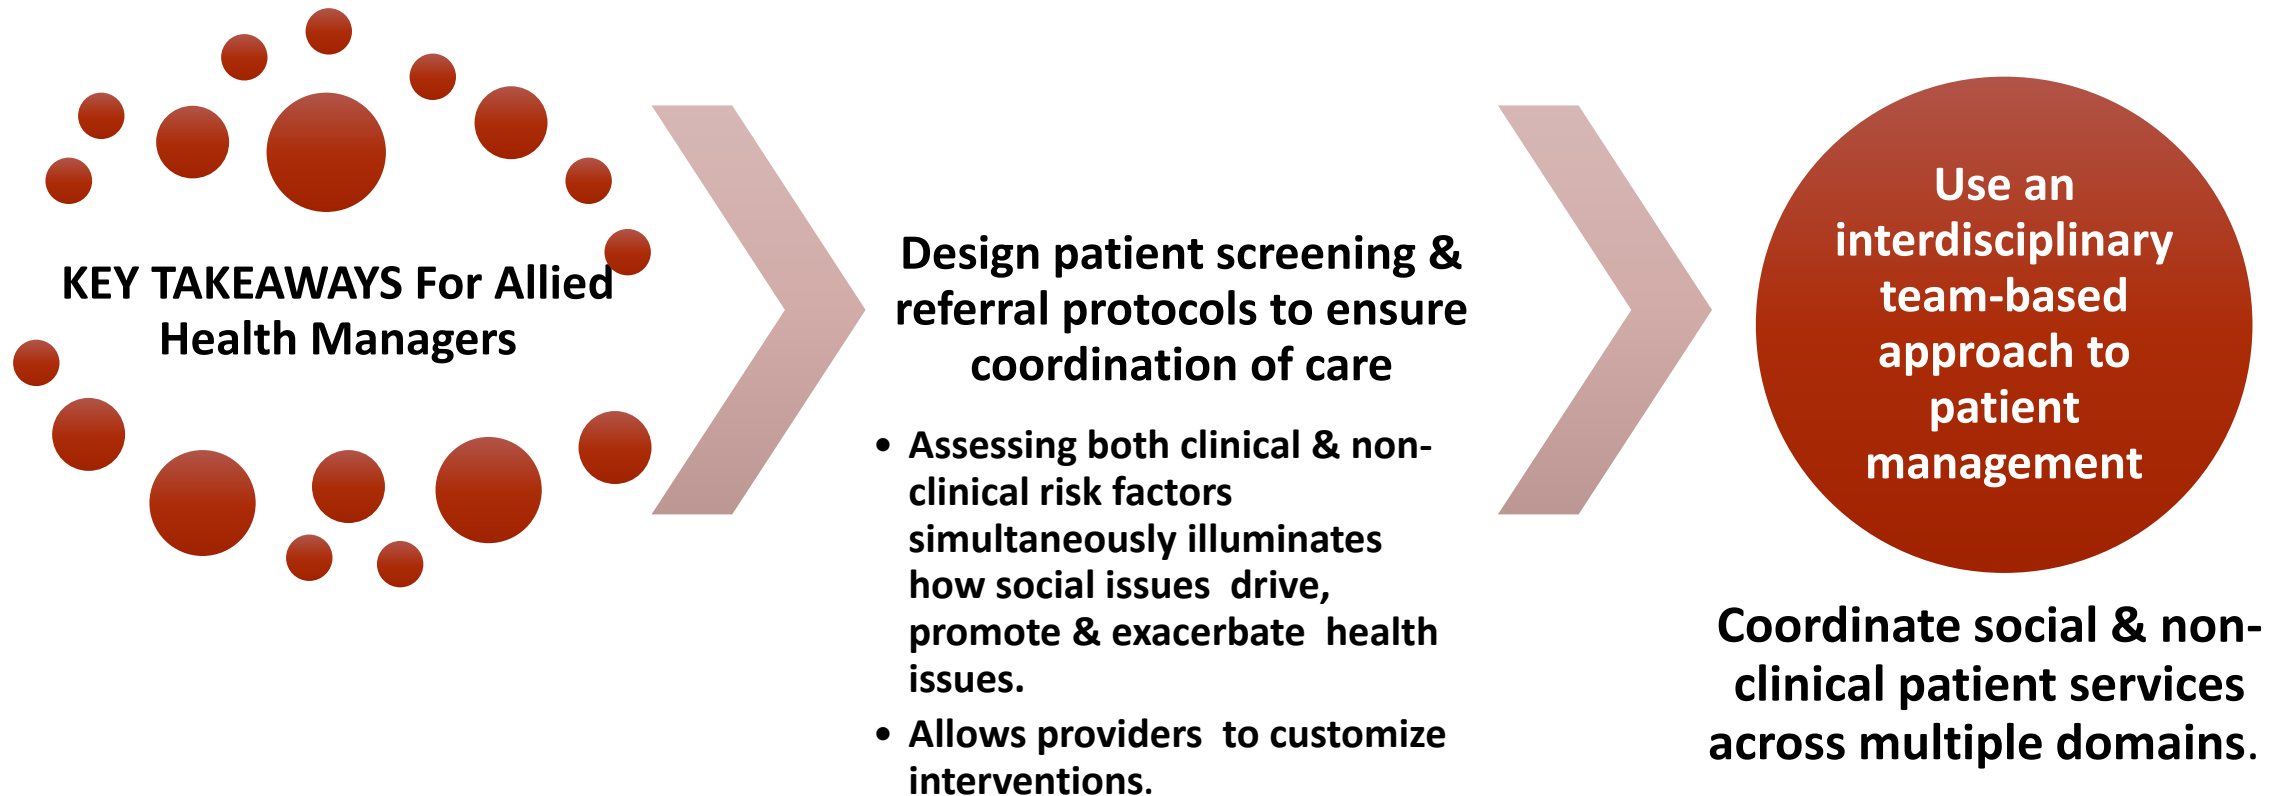 KEY TAKEAWAYS For Allied
Health Managers
Design patient screening &
referral protocols to ensure
coordination of care
• Assessing both clinical & non-
clinical risk factors
simultaneously illuminates
how social issues  drive,
promote & exacerbate  health
issues.
• Allows providers  to customize
interventions.
Use an
interdisciplinary
team-based
approach to
patient
management
Coordinate social & non-
clinical patient services
across multiple domains.